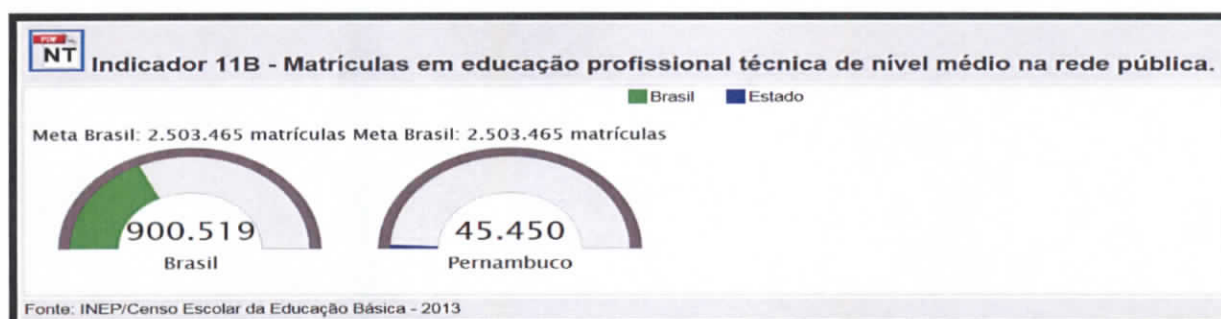 PDF
NT
Indicador 11B - Matrículas em educação profissional técnica de nível médio na rede pública.
Brasil Estado
Meta Brasil: 2.503.465 matrículas Meta Brasil: 2.503.465 matrículas
900.519 45.450
Brasil Pernambuco
Fonte: INEP/Censo Escolar da Educação Básica - 2013